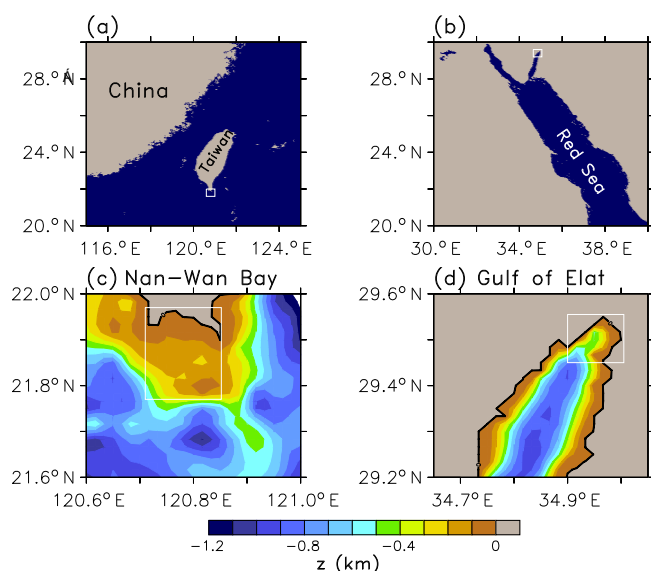 (a)
28.° N
China
24.° N
Taiwan
20.° N
116.°E 120.°E 124.°E
(b)
28.° N
24.° N
Red Sea
20.° N
30.°E 34.°E 38.°E
(c) Nan-Wan Bay
22.0° N
21.8° N
21.6° N
120.6°E 120.8°E 121.0°E
(d) Gulf of Elat
29.6° N
29.4° N
29.2° N
34.7°E 34.9°E
-1.2 -0.8 -0.4 0
z (km)